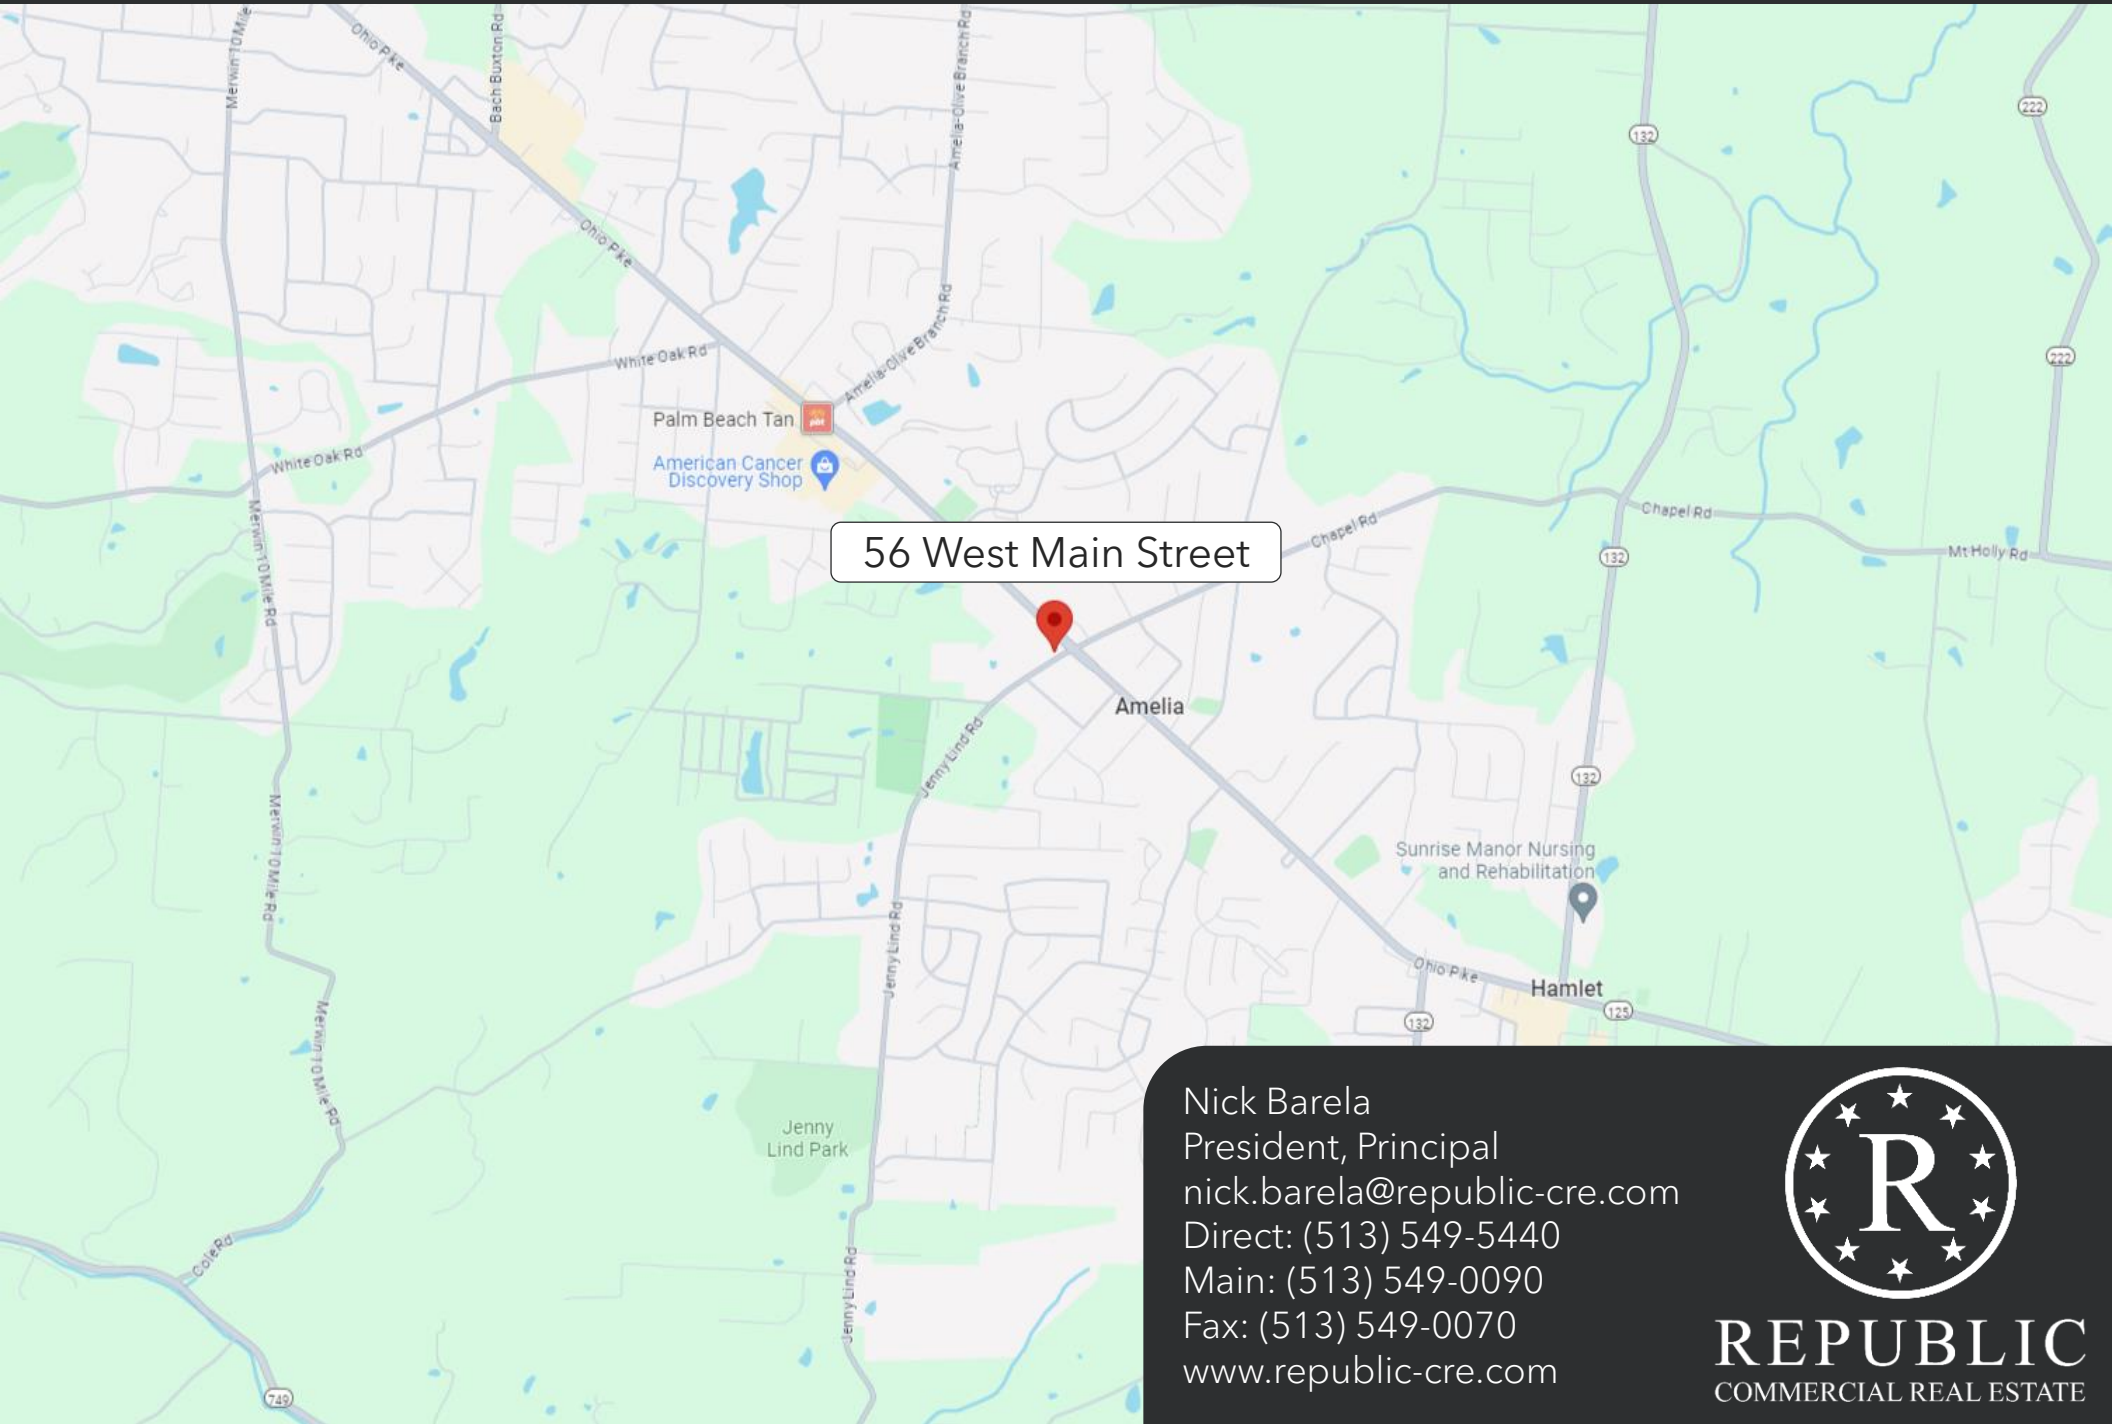 Merwin 10 Mile
Ohio Pike
Bach Buxton Rd
Amelia-Olive Branch Rd
222
132
Ohio Pike
Amelia-Olive Branch Rd
White Oak Rd
222
Palm Beach Tan
pbt
White Oak Rd
American Cancer
Discovery Shop
Merwin 10 Mile Rd
Chapel Rd
Chapel Rd
56 West Main Street
132
Mt Holly Rd
Amelia
Jenny Lind Rd
132
Merwin 10 Mile Rd
Sunrise Manor Nursing
and Rehabilitation
Jenny Lind Rd
Ohio Pike
Hamlet
125
132
Merwin 10 Mile Rd
Jenny
Lind Park
Cole Rd
Jenny Lind Rd
749
Nick Barela
President, Principal
nick.barela@republic-cre.com
Direct: (513) 549-5440
Main: (513) 549-0090
Fax: (513) 549-0070
www.republic-cre.com
R
REPUBLIC
COMMERCIAL REAL ESTATE